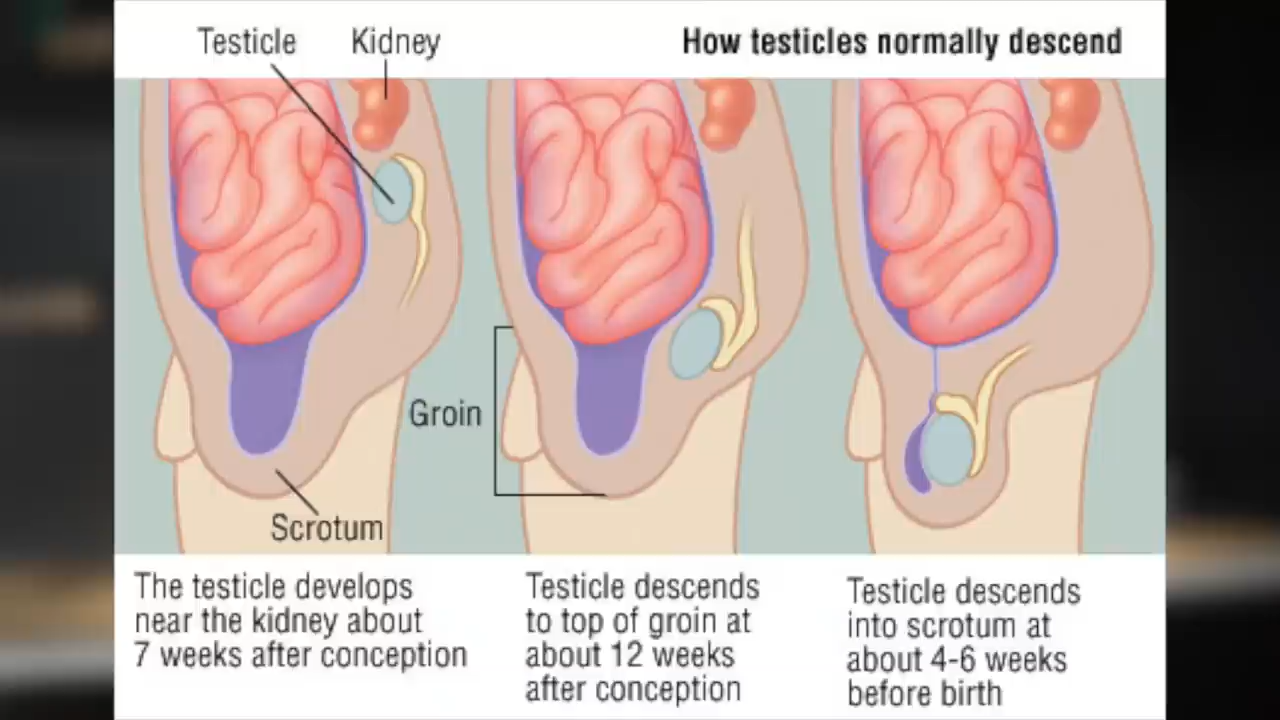 Testicle
Kidney
How testicles normally descend
Groin
Scrotum
The testicle develops
near the kidney about
7 weeks after conception
Testicle descends
to top of groin at
about 12 weeks
after conception
Testicle descends
into scrotum at
about 4-6 weeks
before birth